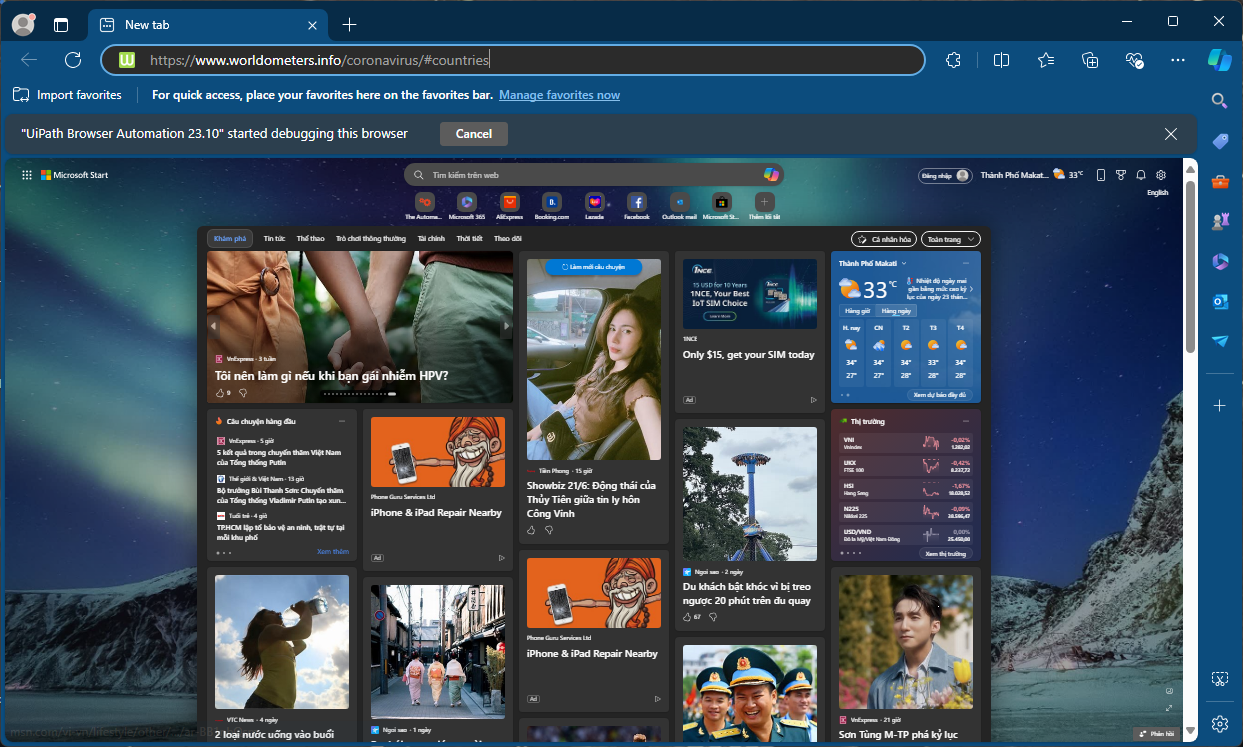 New tab
https://www.worldometers.info/coronavirus/#countries
Import favorites
For quick access, place your favorites here on the favorites bar. Manage favorites now
"UiPath Browser Automation 23.10" started debugging this browser
Cancel
Microsoft Start
Tìm kiếm trên web
Đăng nhập
Thành Phố Makat...
33°C
English
The Automa...
Microsoft 365
AliExpress
Booking.com
Lazada
Facebook
Outlook mail
Microsoft St...
Thêm lối tắt
Khám phá
Tin tức
Thể thao
Trò chơi thông thường
Tài chính
Thời tiết
Theo dõi
Cá nhân hóa
Toàn trang
VnExpress · 3 tuần
Tôi nên làm gì nếu khi bạn gái nhiễm HPV?
9
Làm mới câu chuyện
Tiền Phong · 15 giờ
Showbiz 21/6: Động thái của
Thủy Tiên giữa tin ly hôn
Công Vinh
1NCE
15 USD for 10 Years
1NCE, Your Best
IoT SIM Choice
Learn More
1NCE
Only $15, get your SIM today
Ad
Thành Phố Makati
33°C
Nhiệt độ ngày mai
gần bằng mức cao kỷ
lục của ngày 23 thán...
Hàng giờ
Hàng ngày
H. nay
CN
T2
T3
T4
34°
34°
34°
33°
34°
27°
27°
28°
28°
28°
Xem dự báo đầy đủ
Câu chuyện hàng đầu
VnExpress · 5 giờ
5 kết quả trong chuyến thăm Việt Nam
của Tổng thống Putin
Thế giới & Việt Nam · 13 giờ
Bộ trưởng Bùi Thanh Sơn: Chuyến thăm
của Tổng thống Vladimir Putin tạo xun...
Tuổi trẻ · 4 giờ
TP.HCM lập tổ bảo vệ an ninh, trật tự tại
mỗi khu phố
Xem thêm
Phone Guru Services Ltd
iPhone & iPad Repair Nearby
Ad
Phone Guru Services Ltd
iPhone & iPad Repair Nearby
Ad
Ngoi sao · 2 ngày
Du khách bật khóc vì bị treo
ngược 20 phút trên đu quay
67
Thị trường
VNI
VNIndex
-0,02%
1.282,02
UKX
FTSE 100
-0,42%
8.237,72
HSI
Hang Seng
-1,67%
18.028,52
N225
Nikkei 225
-0,09%
38.596,47
USD/VND
Đô la Mỹ/Việt Nam Đồng
0,00%
25.450,00
Xem thị trường
VTC News · 4 ngày
2 loại nước uống vào buổi
Ngoi sao · 1 ngày
VnExpress · 21 giờ
Sơn Tùng M-TP phá kỷ lục
Phản hồi